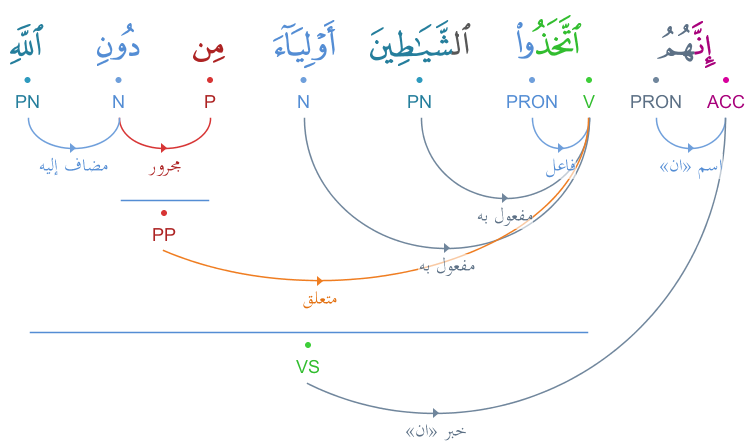 إِنَّهُمُ ٱتَّخَذُوا۟ ٱلشَّيَـٰطِينَ أَوْلِيَآءَ مِن دُونِ ٱللَّهِ
ACC PRON V PRON PN N P N PN
اسم «ان» فاعل مجرور مضاف إليه
مفعول به
PP
مفعول به
متعلق
VS
خبر «ان»